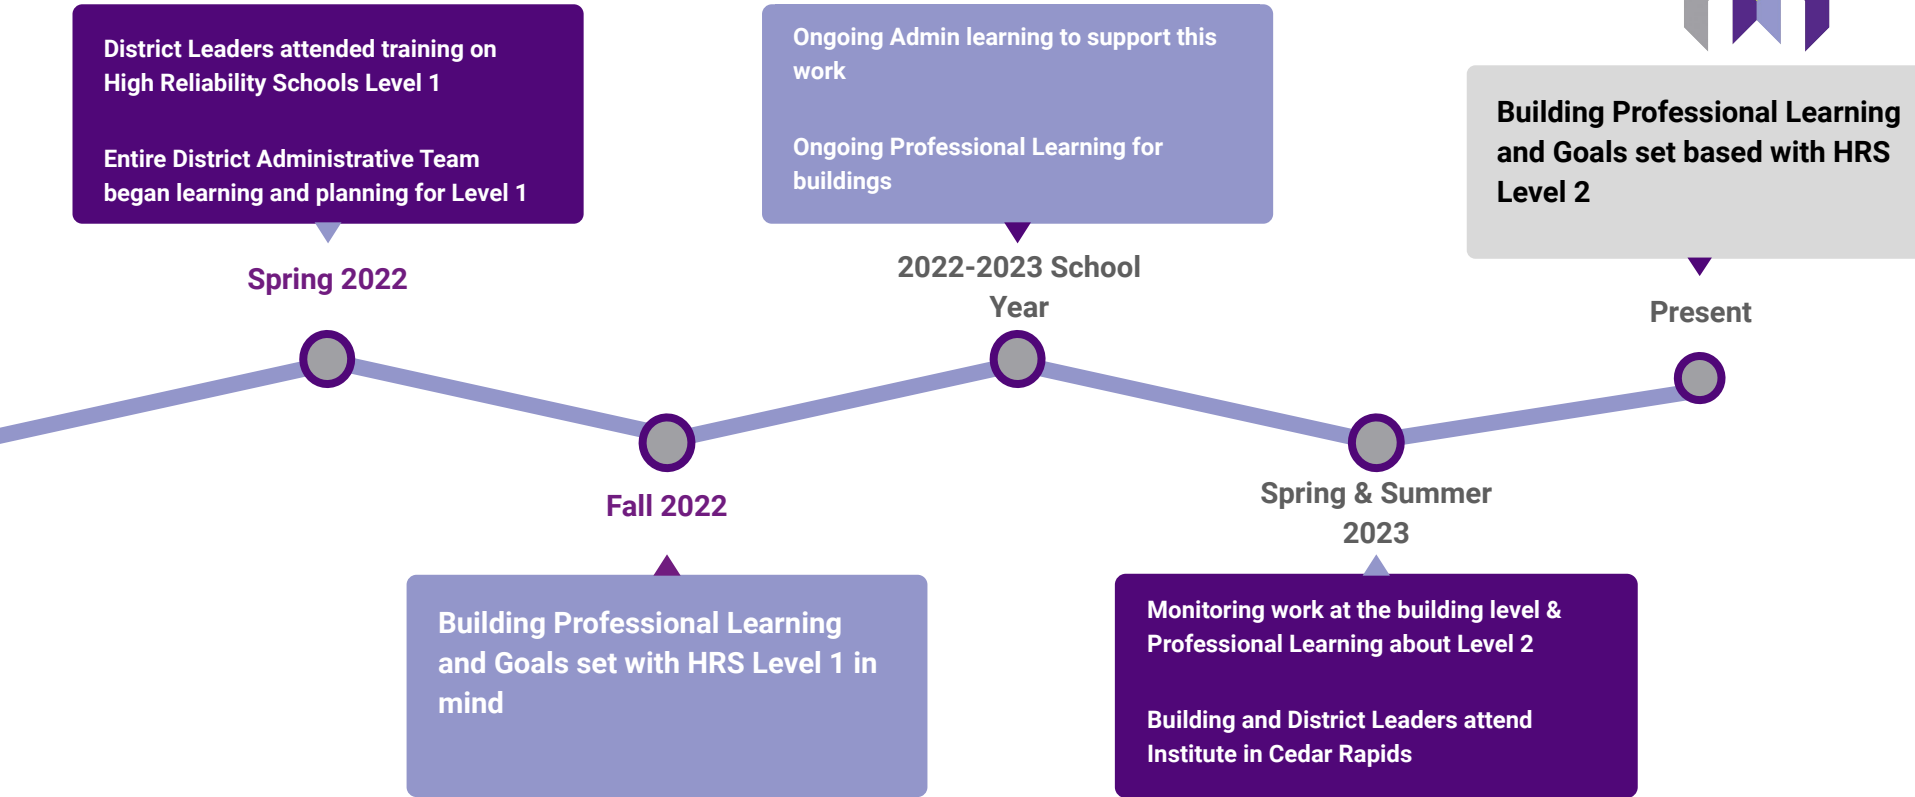 District Leaders attended training on
High Reliability Schools Level 1
Entire District Administrative Team
began learning and planning for Level 1
Spring 2022
Building Professional Learning
and Goals set with HRS Level 1 in
mind
Fall 2022
Ongoing Admin learning to support this
work
Ongoing Professional Learning for
buildings
2022-2023 School
Year
Spring & Summer
2023
Monitoring work at the building level &
Professional Learning about Level 2
Building and District Leaders attend
Institute in Cedar Rapids
Building Professional Learning
and Goals set based with HRS
Level 2
Present